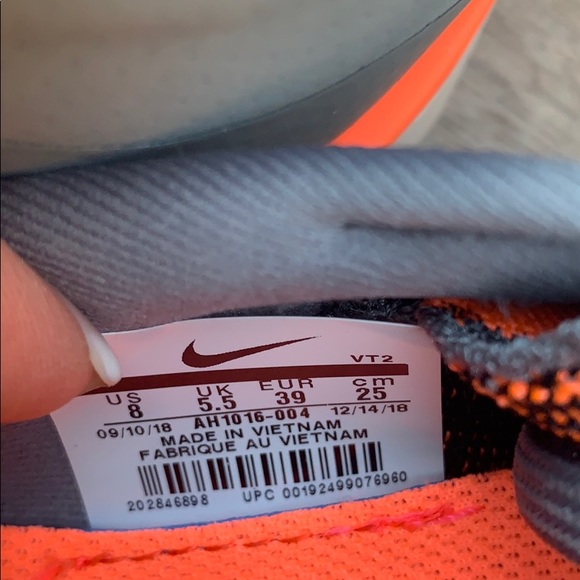 VT2
US UK EUR cm
8 5.5 39 25
09/10/18 AH1016-004 12/14/18
MADE IN VIETNAM
FABRIQUE AU VIETNAM
202846898 UPC 00192499076960